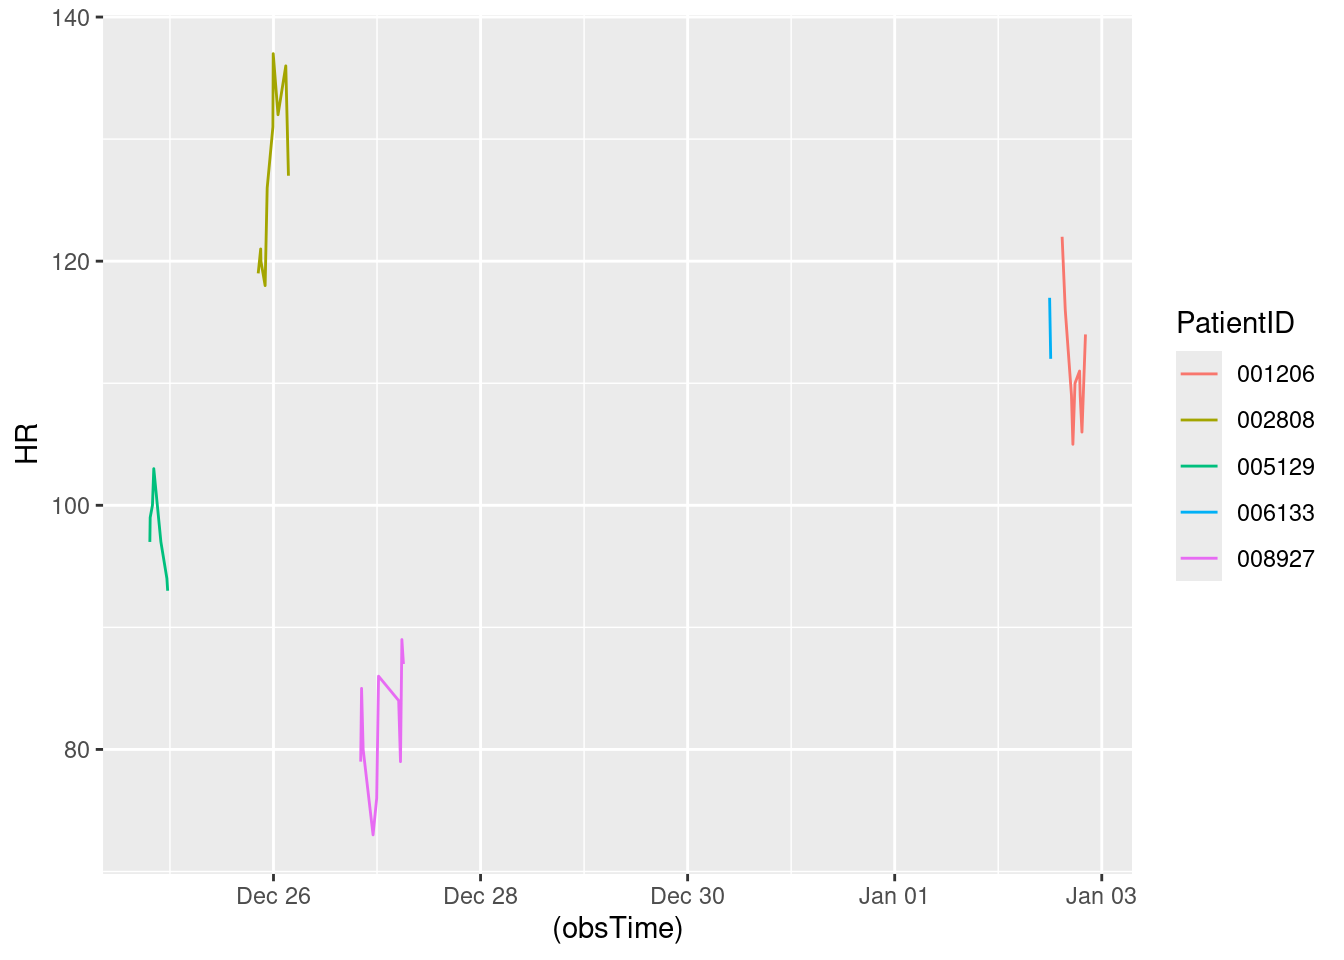 140
120
100
80
HR
Dec 26
Dec 28
Dec 30
Jan 01
Jan 03
(obsTime)
PatientID
001206
002808
005129
006133
008927